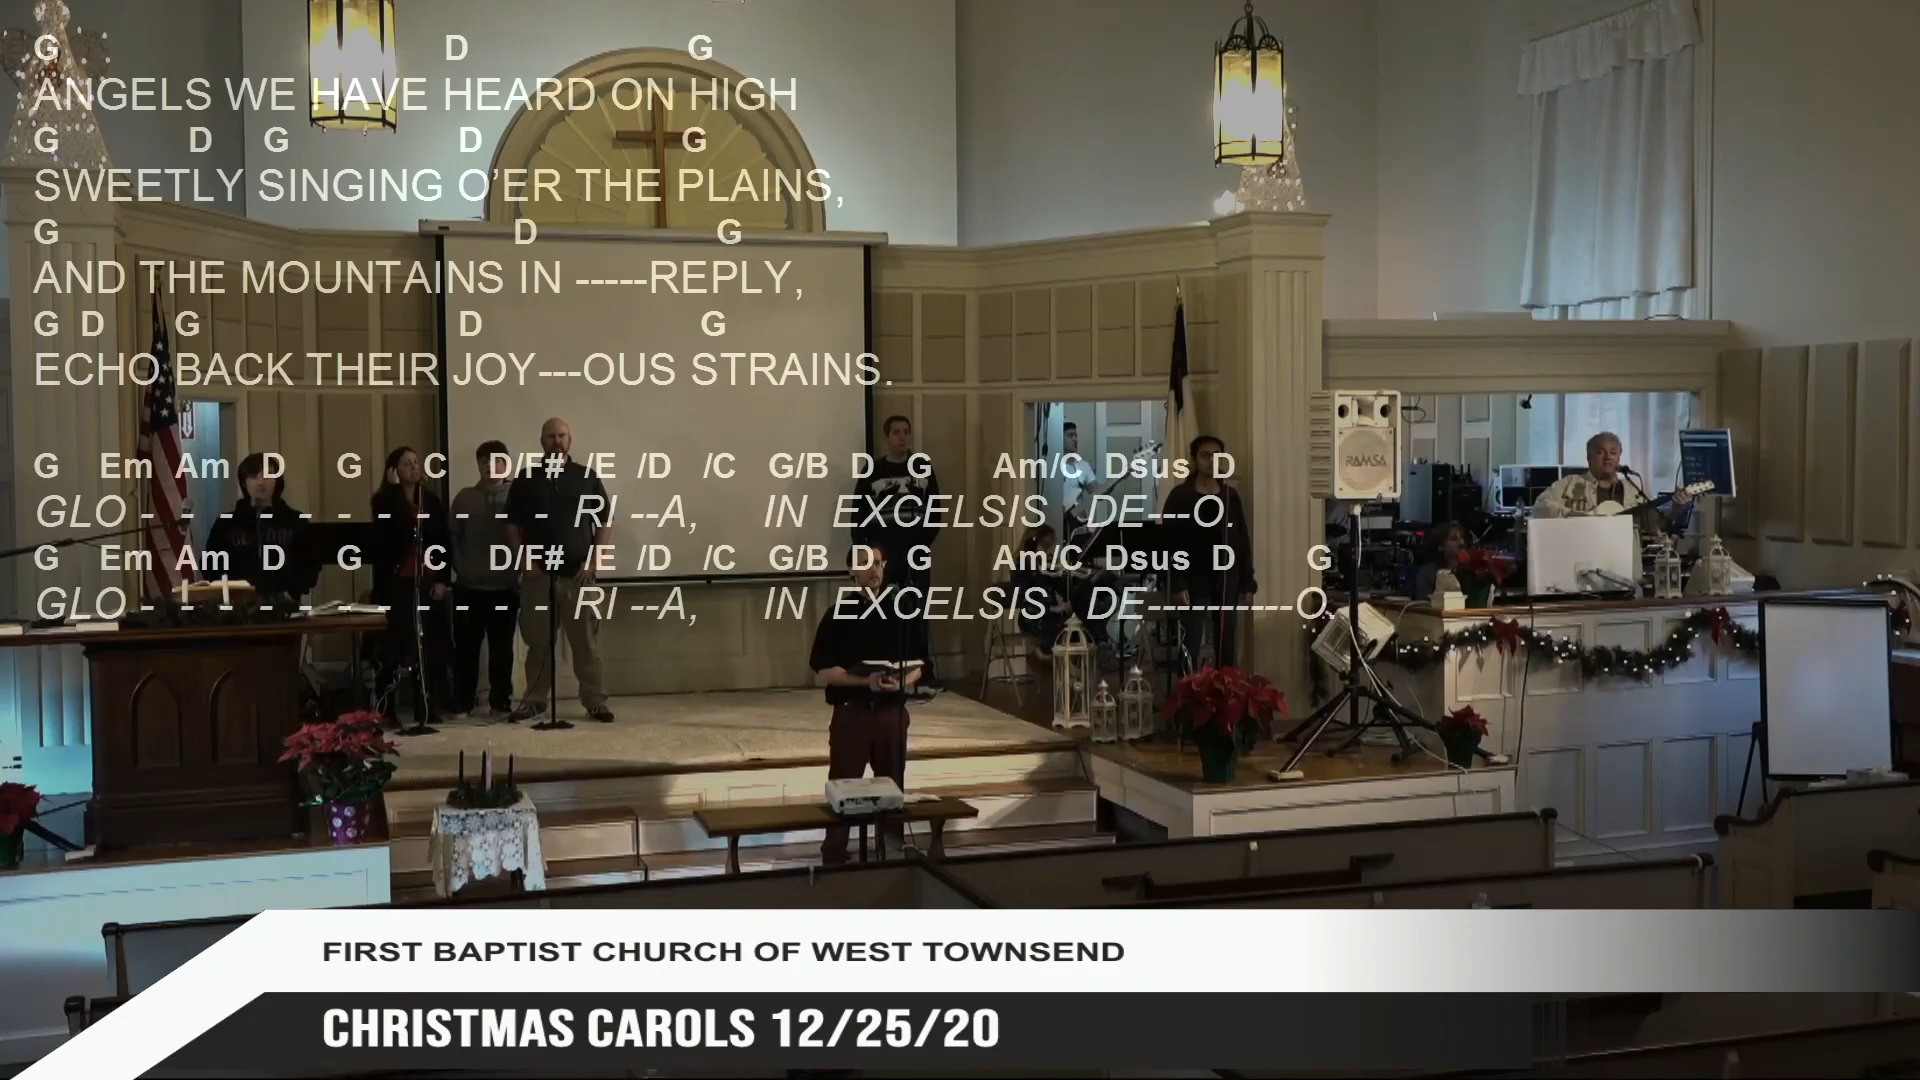 G D G
ANGELS WE HAVE HEARD ON HIGH
G D G D G
SWEETLY SINGING O’ER THE PLAINS,
G D G
AND THE MOUNTAINS IN -----REPLY,
G D G D G
ECHO BACK THEIR JOY---OUS STRAINS.
G Em Am D G C D/F# /E /D /C G/B D G Am/C Dsus D
GLO - - - - - - - - - - - RI --A, IN EXCELSIS DE---O.
G Em Am D G C D/F# /E /D /C G/B D G Am/C Dsus D G
GLO - - - - - - - - - - - RI --A, IN EXCELSIS DE----------O.
RAMSA
FIRST BAPTIST CHURCH OF WEST TOWNSEND
CHRISTMAS CAROLS 12/25/20